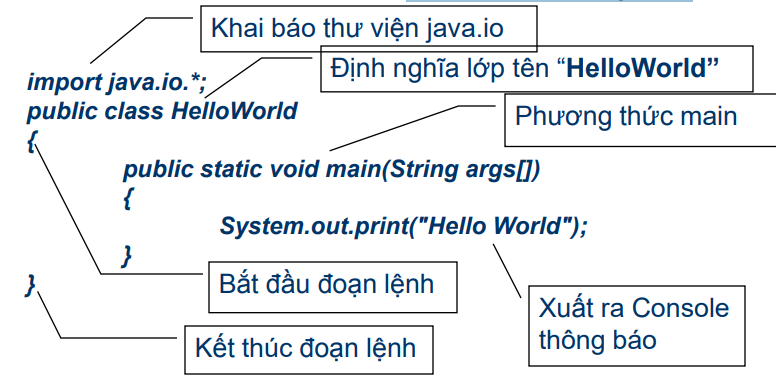 Khai báo thư viện java.io
import java.io.*;
Định nghĩa lớp tên “HelloWorld”
public class HelloWorld
{
Phương thức main
public static void main(String args[])
{
System.out.print("Hello World");
}
Bắt đầu đoạn lệnh
}
Xuất ra Console
thông báo
Kết thúc đoạn lệnh